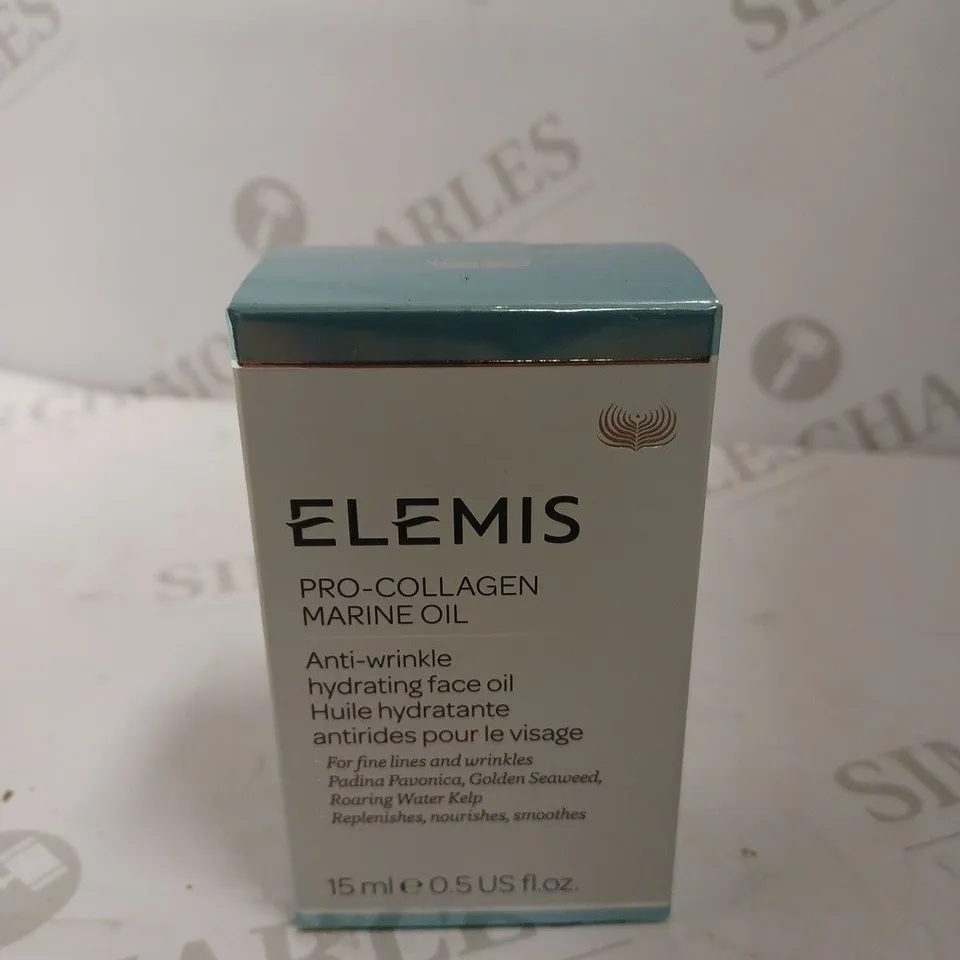 SIMON CHARLES
ELEMIS
PRO-COLLAGEN
MARINE OIL
Anti-wrinkle
hydrating face oil
Huile hydratante
antirides pour le visage
For fine lines and wrinkles
Padina Pavonica, Golden Seaweed,
Roaring Water Kelp
Replenishes, nourishes, smoothes
15 ml e 0.5 US fl.oz.